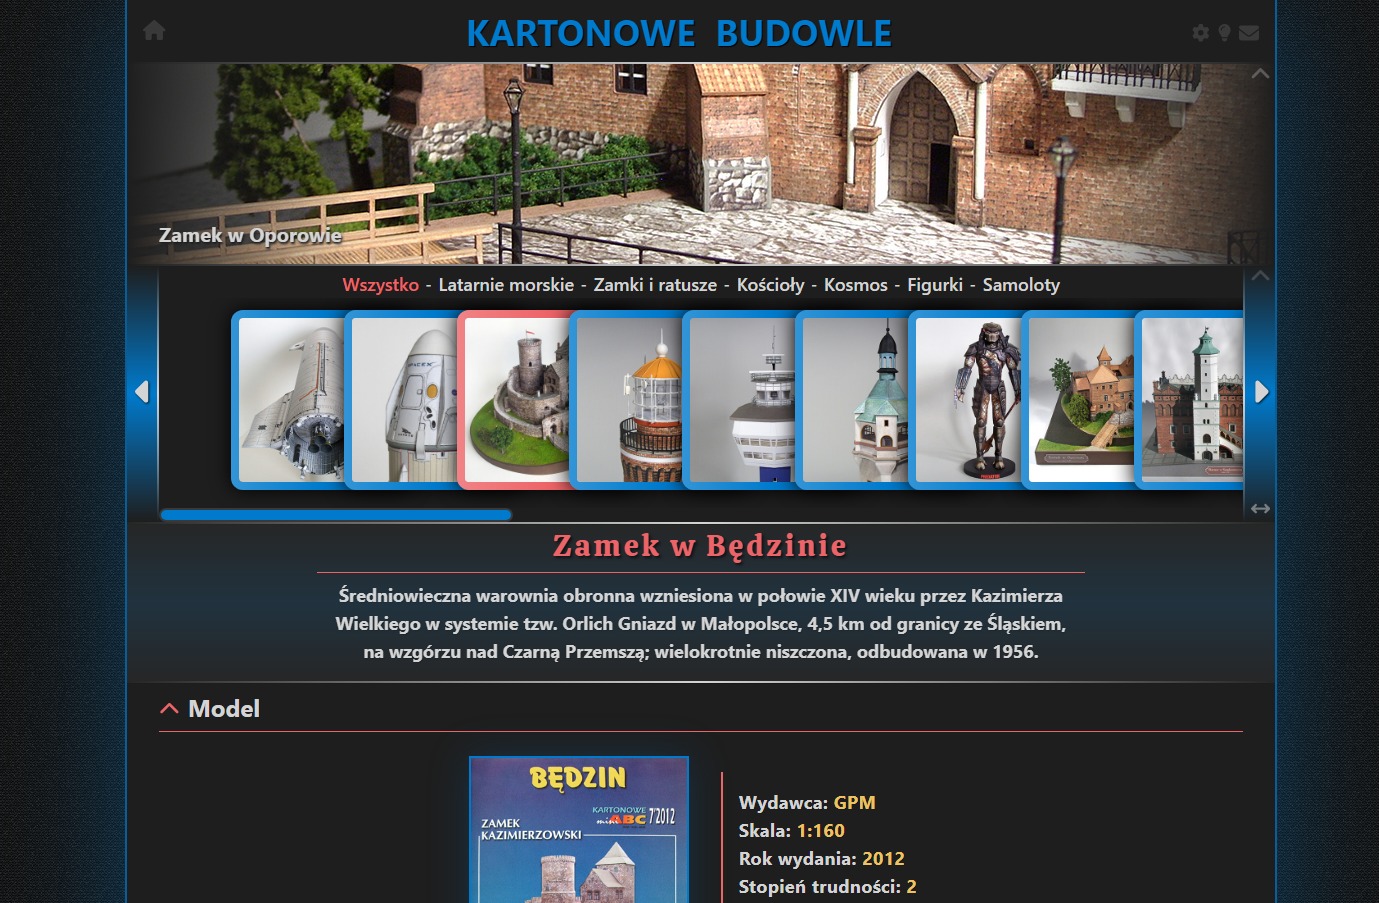 KARTONOWE BUDOWLE
Zamek w Oporowie
Wszystko - Latarnie morskie - Zamki i ratusze - Kościoły - Kosmos - Figurki - Samoloty
Zamek w Będzinie
Średniowieczna warownia obronna wzniesiona w połowie XIV wieku przez Kazimierza
Wielkiego w systemie tzw. Orlich Gniazd w Małopolsce, 4,5 km od granicy ze Śląskiem,
na wzgórzu nad Czarną Przemszą; wielokrotnie niszczona, odbudowana w 1956.
Model
BĘDZIN
KARTONOWE
mini ABC 7'2012
ZAMEK
KAZIMIERZOWSKI
Wydawca: GPM
Skala: 1:160
Rok wydania: 2012
Stopień trudności: 2